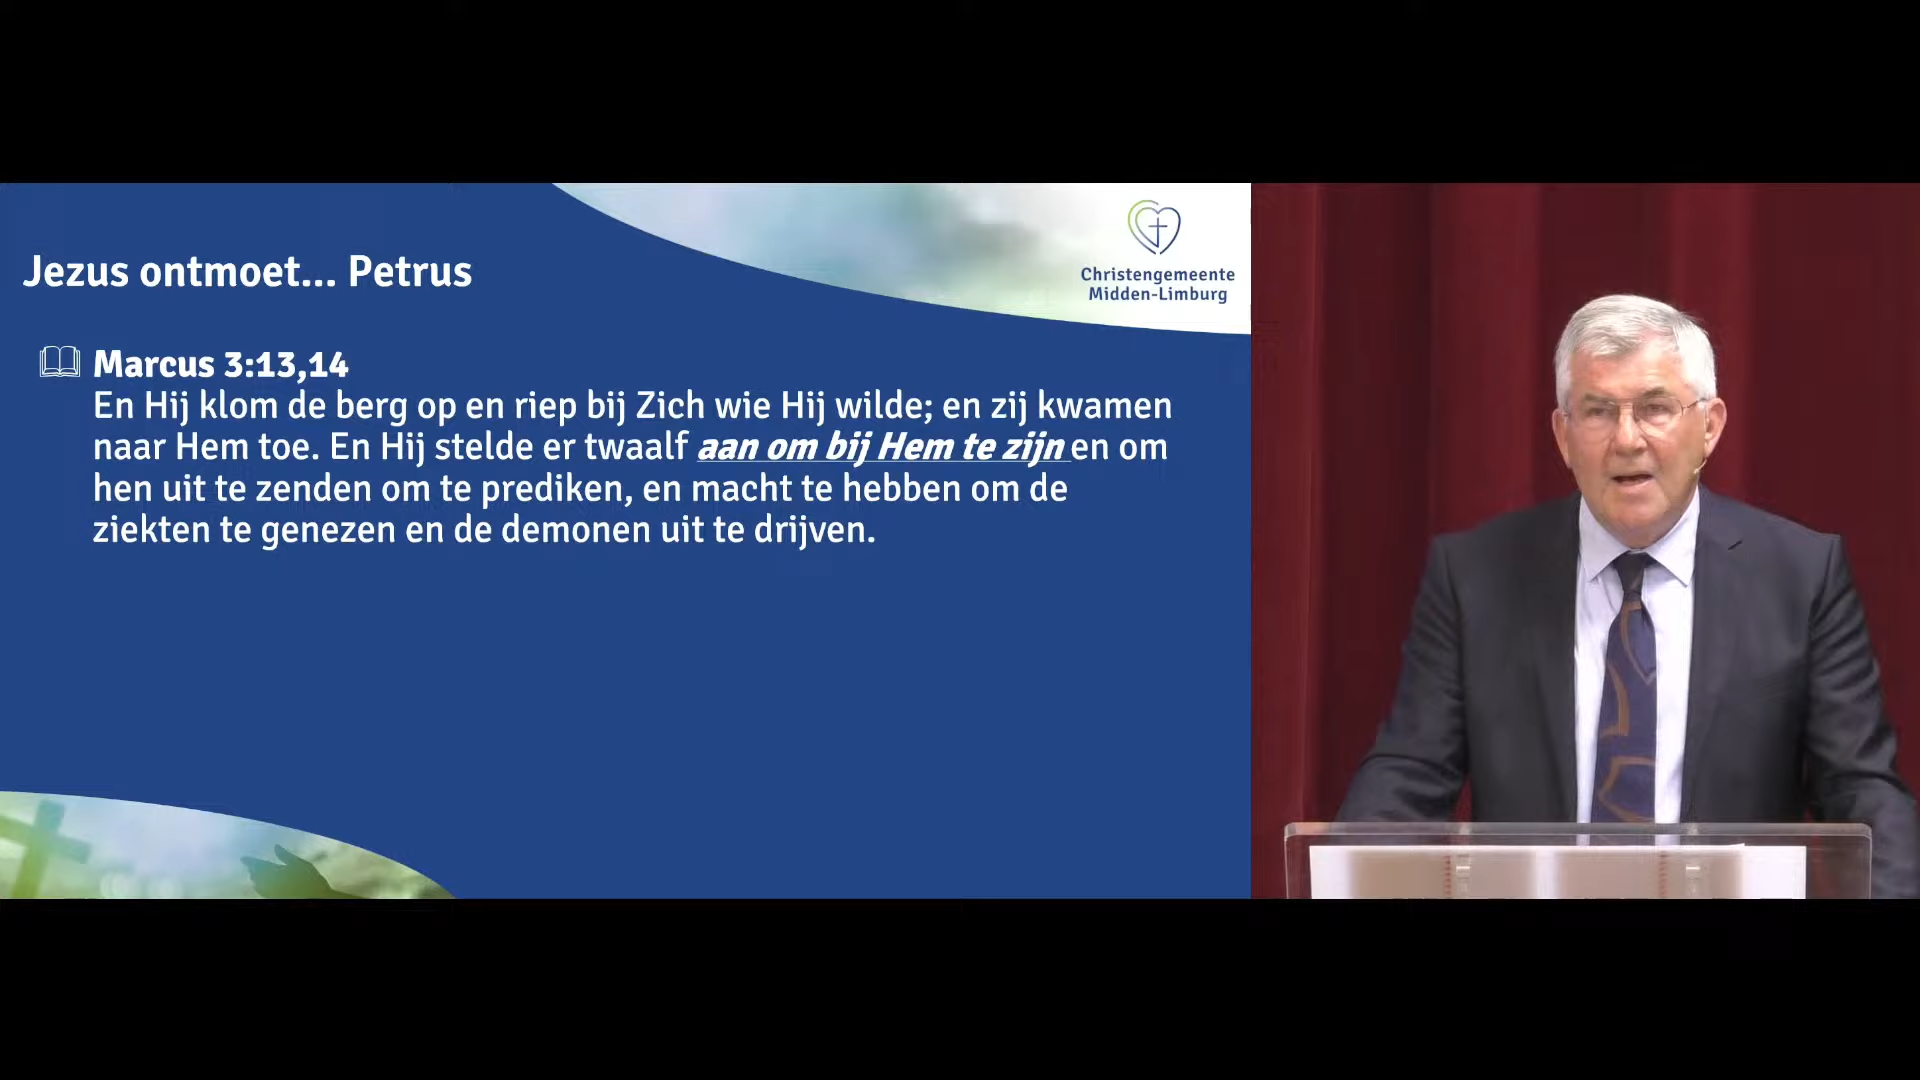 Christengemeente
Midden-Limburg
Jezus ontmoet... Petrus
Marcus 3:13,14
En Hij klom de berg op en riep bij Zich wie Hij wilde; en zij kwamen
naar Hem toe. En Hij stelde er twaalf aan om bij Hem te zijn en om
hen uit te zenden om te prediken, en macht te hebben om de
ziekten te genezen en de demonen uit te drijven.